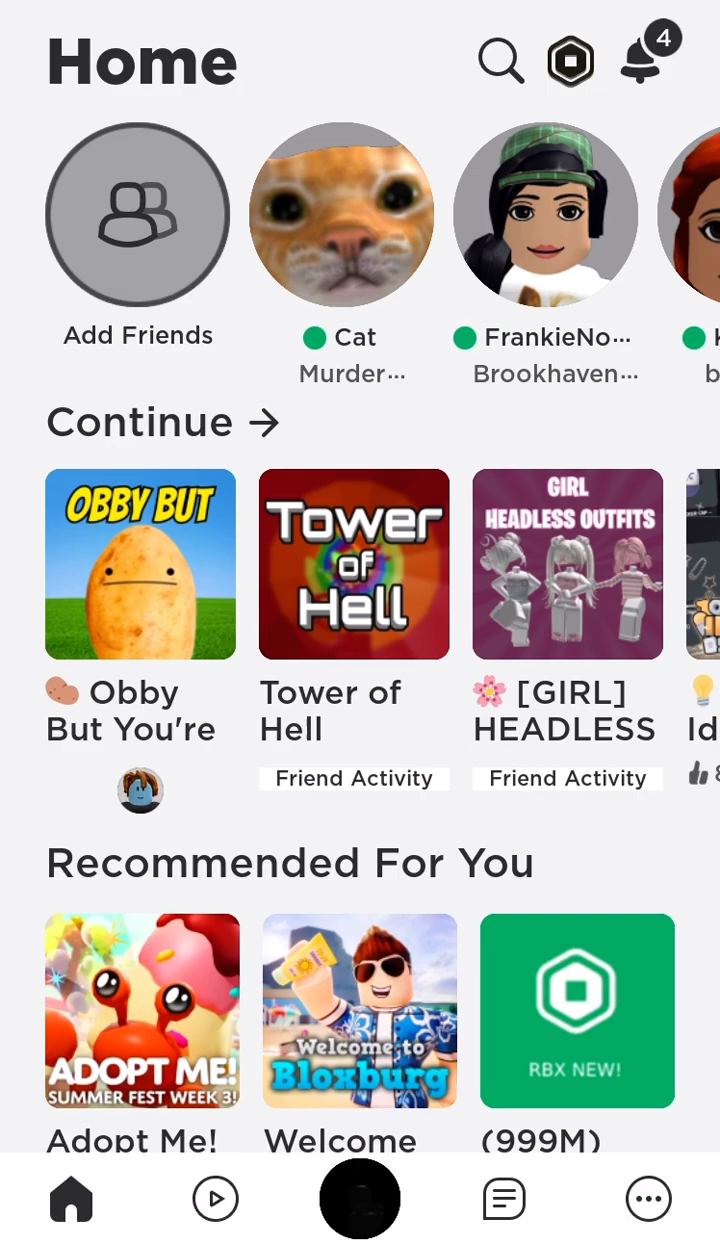 Home
4
Add Friends
Cat
FrankieNo...
Murder...
Brookhaven...
Continue →
OBBY BUT
Tower
of
Hell
GIRL
HEADLESS OUTFITS
🥔 Obby
But You're
Tower of
Hell
🌸 [GIRL]
HEADLESS
💡
Id
Friend Activity
Friend Activity
Recommended For You
ADOPT ME!
SUMMER FEST WEEK 3!
Welcome to
Bloxburg
RBX NEW!
Adopt Me!
Welcome
(999M)